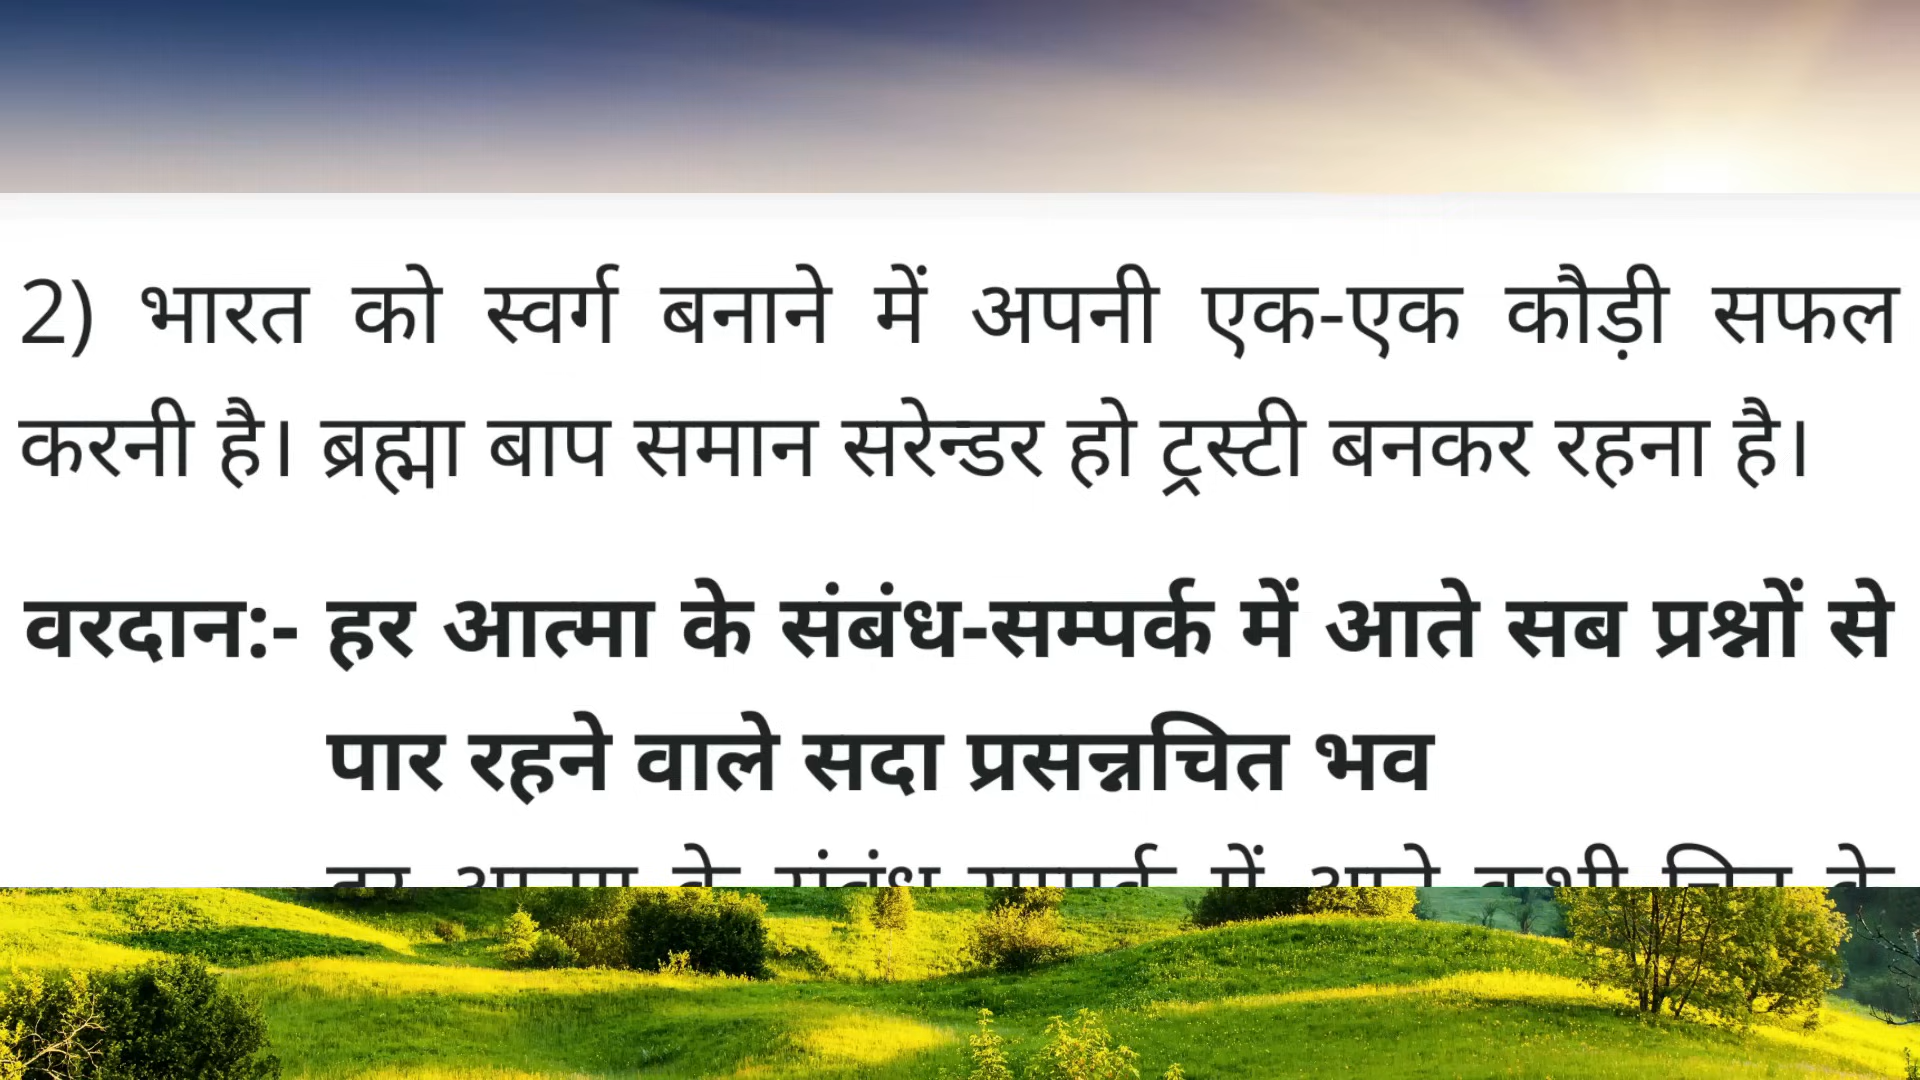 2) भारत को स्वर्ग बनाने में अपनी एक-एक कौड़ी सफल
करनी है। ब्रह्मा बाप समान सरेन्डर हो ट्रस्टी बनकर रहना है।
वरदान:- हर आत्मा के संबंध-सम्पर्क में आते सब प्रश्नों से
पार रहने वाले सदा प्रसन्नचित भव